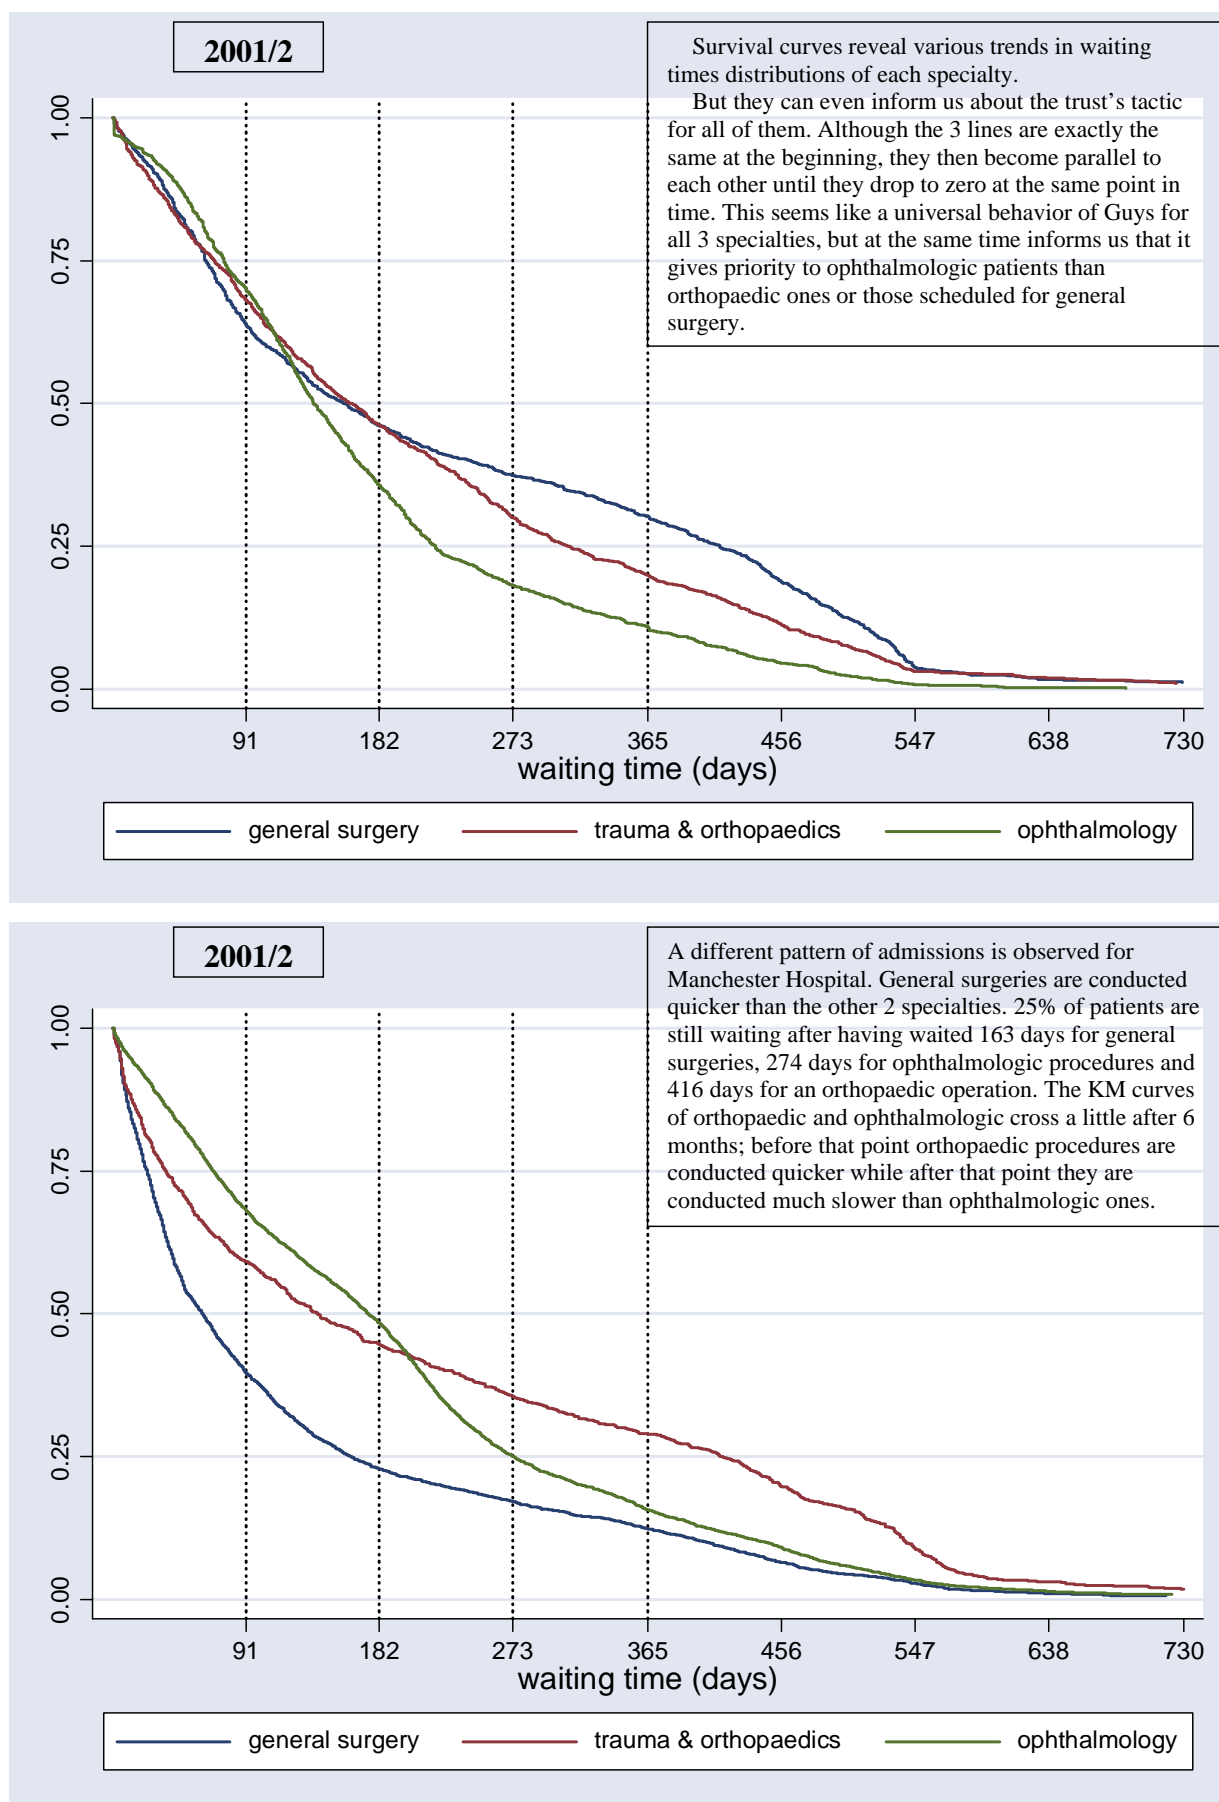 2001/2
Survival curves reveal various trends in waiting
times distributions of each specialty.
But they can even inform us about the trust’s tactic
for all of them. Although the 3 lines are exactly the
same at the beginning, they then become parallel to
each other until they drop to zero at the same point in
time. This seems like a universal behavior of Guys for
all 3 specialties, but at the same time informs us that it
gives priority to ophthalmologic patients than
orthopaedic ones or those scheduled for general
surgery.
1.00
0.75
0.50
0.25
0.00
91 182 273 365 456 547 638 730
waiting time (days)
general surgery trauma & orthopaedics ophthalmology
2001/2
A different pattern of admissions is observed for
Manchester Hospital. General surgeries are conducted
quicker than the other 2 specialties. 25% of patients are
still waiting after having waited 163 days for general
surgeries, 274 days for ophthalmologic procedures and
416 days for an orthopaedic operation. The KM curves
of orthopaedic and ophthalmologic cross a little after 6
months; before that point orthopaedic procedures are
conducted quicker while after that point they are
conducted much slower than ophthalmologic ones.
1.00
0.75
0.50
0.25
0.00
91 182 273 365 456 547 638 730
waiting time (days)
general surgery trauma & orthopaedics ophthalmology